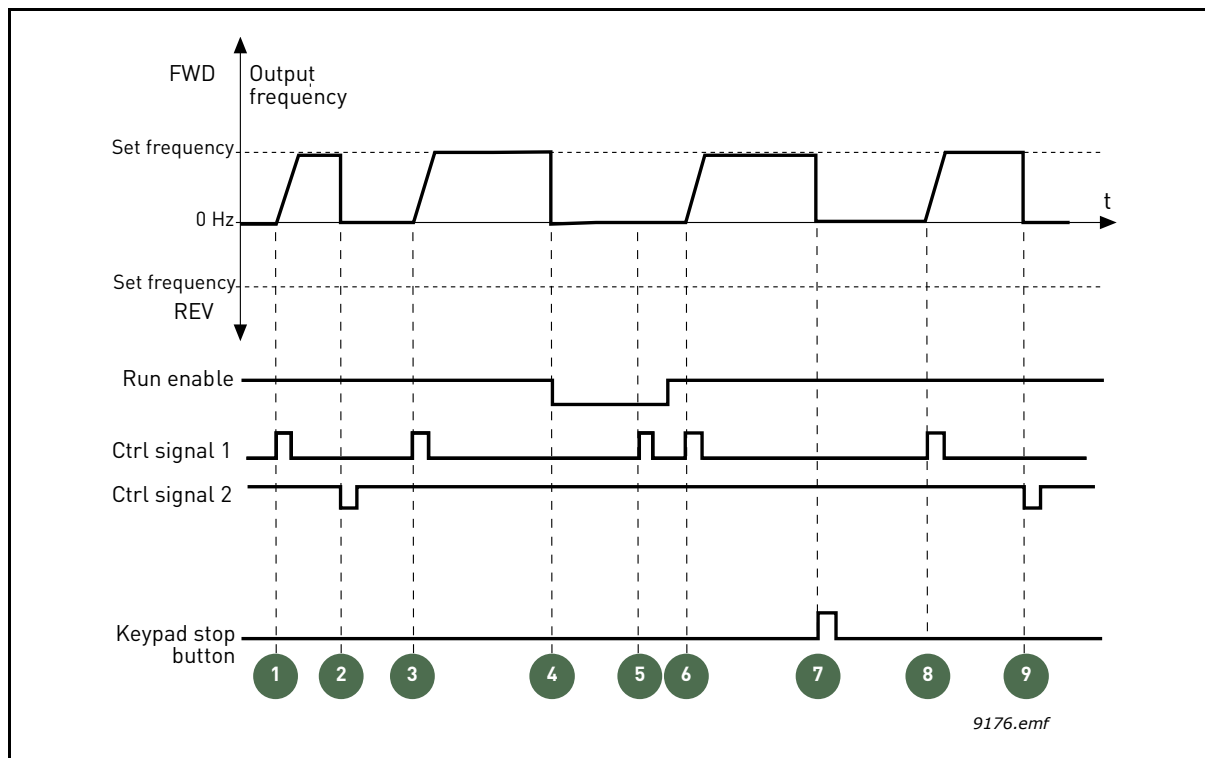 FWD
Output
frequency
Set frequency
t
0 Hz
Set frequency
REV
Run enable
Ctrl signal 1
Ctrl signal 2
Keypad stop
button
1 2 3 4 5 6 7 8 9
9176.emf